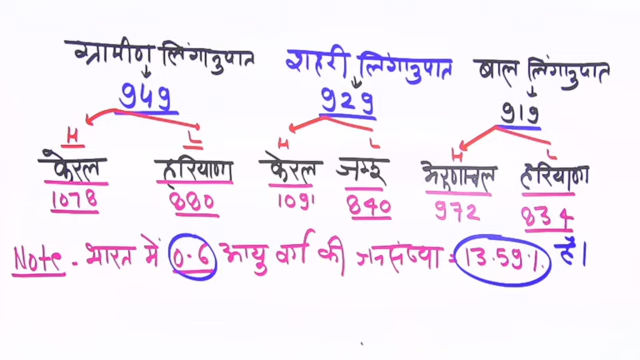 ग्रामीण लिंगानुपात शहरी लिंगानुपात बाल लिंगानुपात
949 929 919
H L H L H L
केरल हरियाणा केरल जम्मू अरुणाचल हरियाणा
1078 880 1091 840 972 834
Note - भारत में 0-6 आयु वर्ग की जनसंख्या = 13.59% है।